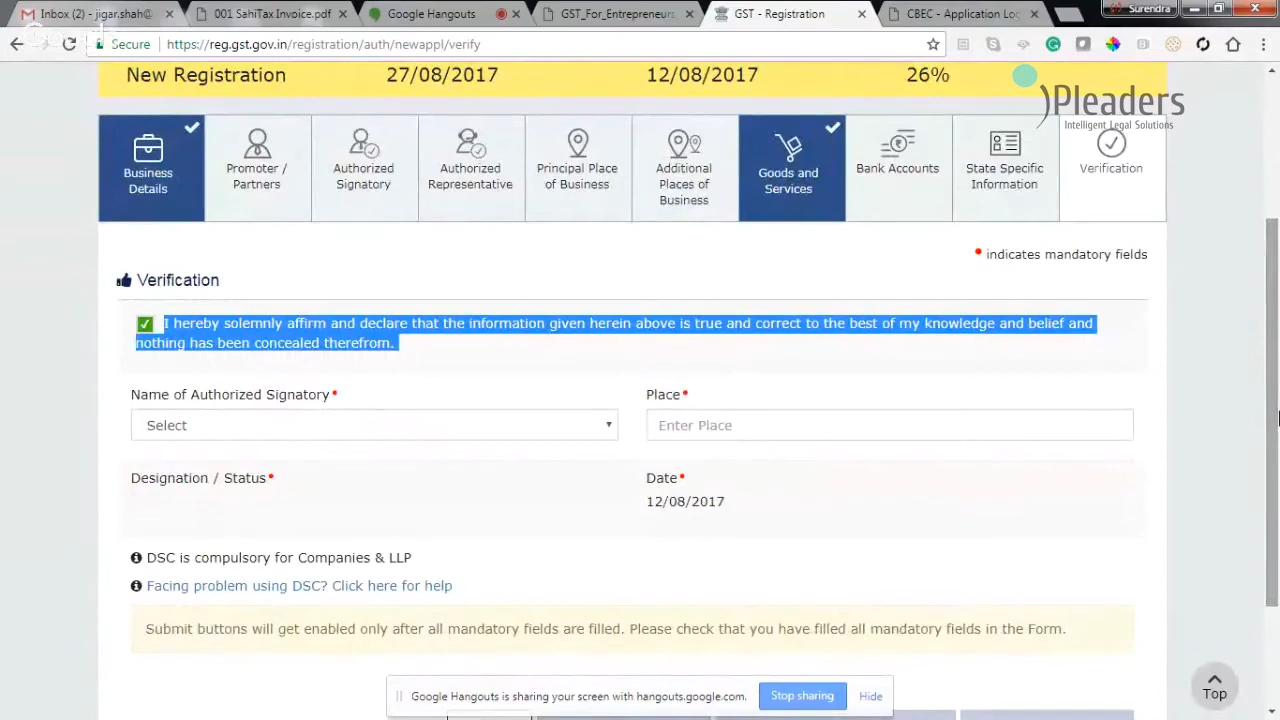 Inbox (2) - jigar.shah@
001 SahiTax Invoice.pdf
Google Hangouts
GST_For_Entrepreneurs
GST - Registration
CBEC - Application Lo
Surendra
Secure
https://reg.gst.gov.in/registration/auth/newappl/verify
New Registration 27/08/2017 12/08/2017 26%
)Pleaders
Intelligent Legal Solutions
Business
Details
Promoter /
Partners
Authorized
Signatory
Authorized
Representative
Principal Place
of Business
Additional
Places of
Business
Goods and
Services
Bank Accounts
State Specific
Information
Verification
• indicates mandatory fields
Verification
I hereby solemnly affirm and declare that the information given herein above is true and correct to the best of my knowledge and belief and
nothing has been concealed therefrom.
Name of Authorized Signatory•
Select
Place•
Enter Place
Designation / Status•
Date•
12/08/2017
DSC is compulsory for Companies & LLP
Facing problem using DSC? Click here for help
Submit buttons will get enabled only after all mandatory fields are filled. Please check that you have filled all mandatory fields in the Form.
Google Hangouts is sharing your screen with hangouts.google.com.
Stop sharing
Hide
Top